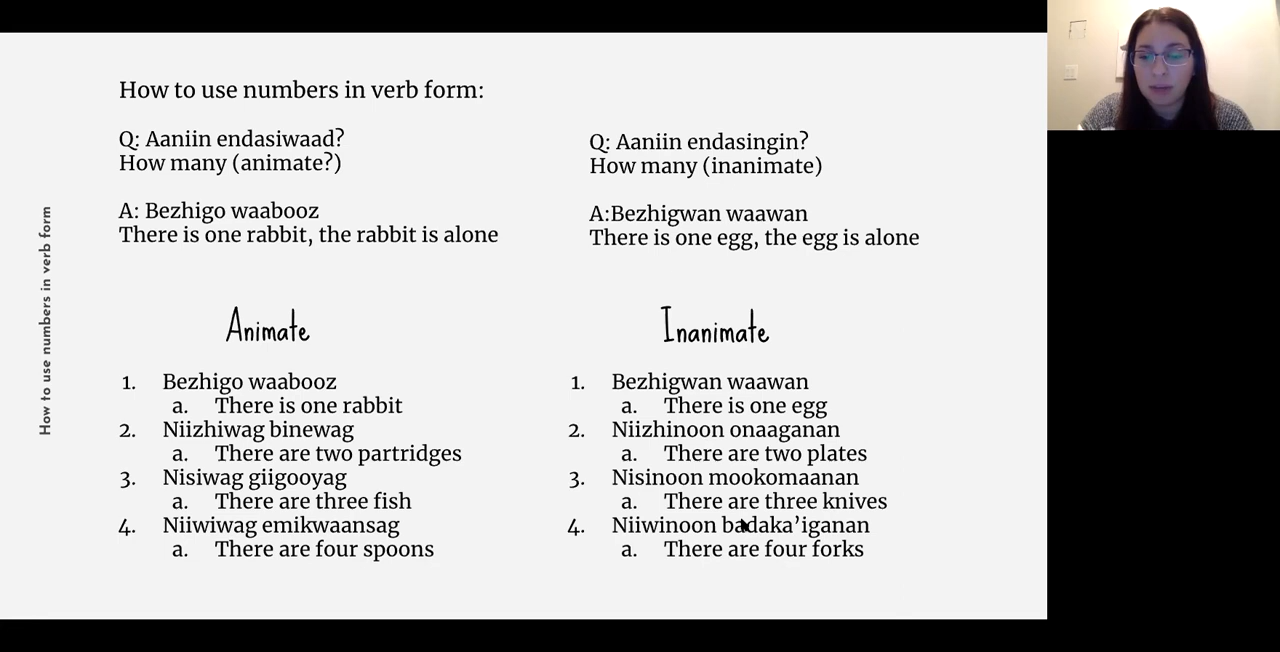 How to use numbers in verb form
How to use numbers in verb form:
Q: Aaniin endasiwaad?
How many (animate?)
A: Bezhigo waabooz
There is one rabbit, the rabbit is alone
Q: Aaniin endasingin?
How many (inanimate)
A:Bezhigwan waawan
There is one egg, the egg is alone
Animate
1. Bezhigo waabooz
a. There is one rabbit
2. Niizhiwag binewag
a. There are two partridges
3. Nisiwag giigooyag
a. There are three fish
4. Niiwiwag emikwaansag
a. There are four spoons
Inanimate
1. Bezhigwan waawan
a. There is one egg
2. Niizhinoon onaaganan
a. There are two plates
3. Nisinoon mookomaanan
a. There are three knives
4. Niiwinoon badaka’iganan
a. There are four forks